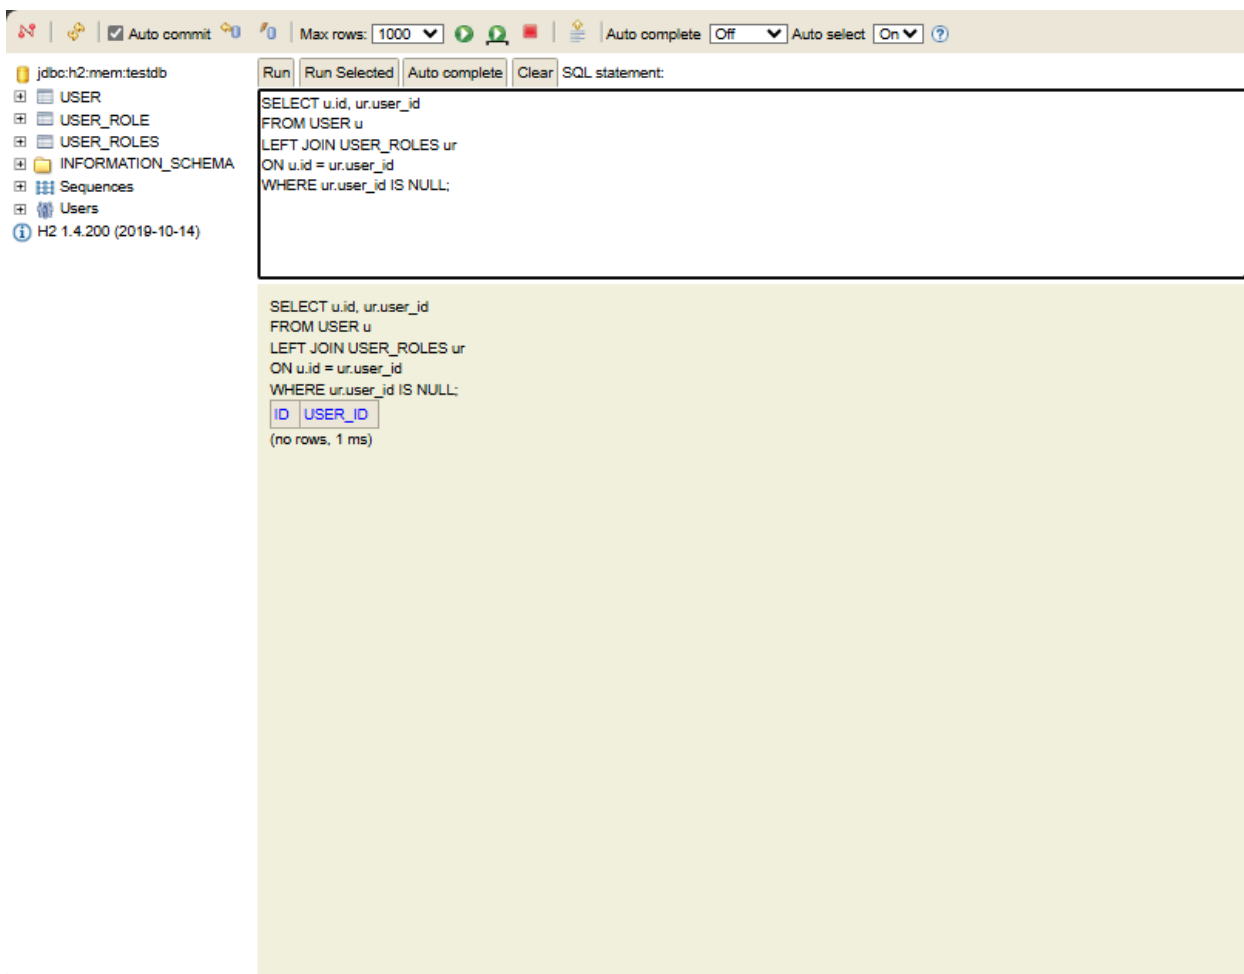 Auto commit Max rows: 1000 Auto complete Off Auto select On ?
jdbc:h2:mem:testdb
USER
USER_ROLE
USER_ROLES
INFORMATION_SCHEMA
Sequences
Users
H2 1.4.200 (2019-10-14)
Run Run Selected Auto complete Clear SQL statement:
SELECT u.id, ur.user_id
FROM USER u
LEFT JOIN USER_ROLES ur
ON u.id = ur.user_id
WHERE ur.user_id IS NULL;
SELECT u.id, ur.user_id
FROM USER u
LEFT JOIN USER_ROLES ur
ON u.id = ur.user_id
WHERE ur.user_id IS NULL;
ID USER_ID
(no rows, 1 ms)